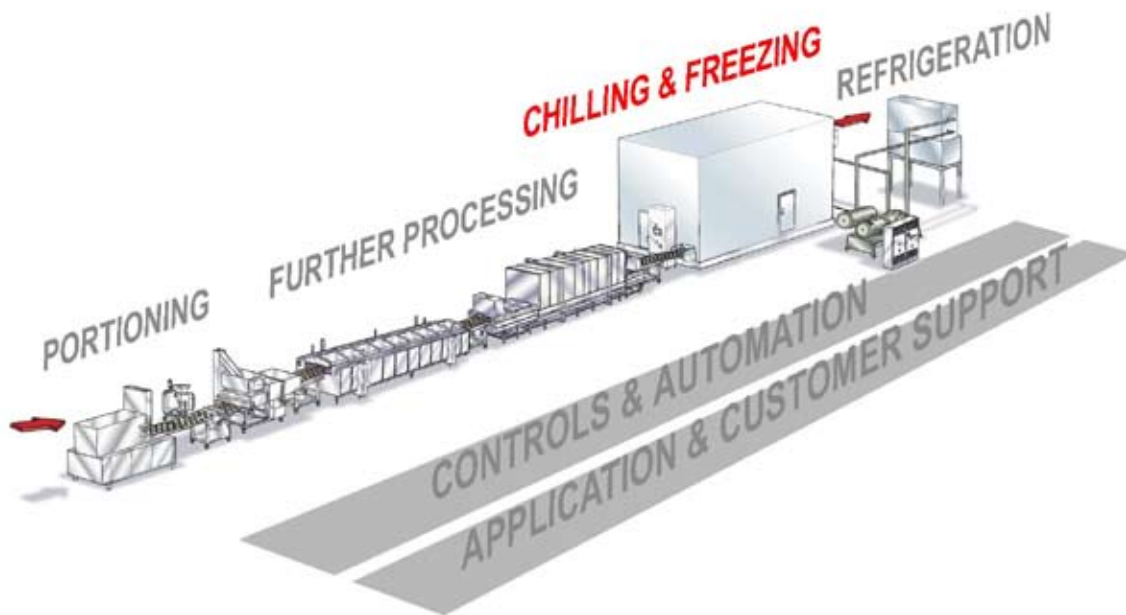 PORTIONING
FURTHER PROCESSING
CHILLING & FREEZING
REFRIGERATION
CONTROLS & AUTOMATION
APPLICATION & CUSTOMER SUPPORT